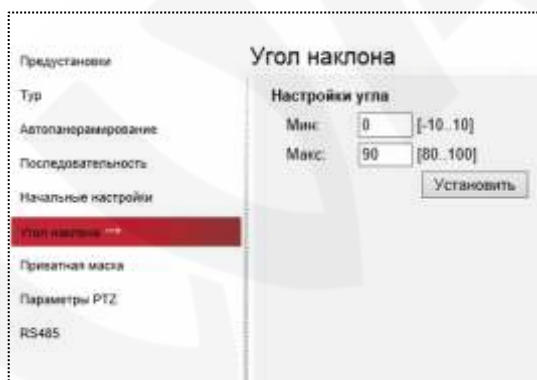 Предустановки
Тур
Автопанорамирование
Последовательность
Начальные настройки
Угол наклона
Приватная маска
Параметры PTZ
RS485
Угол наклона
Настройки угла
Мин: 0 [-10..10]
Макс: 90 [80..100]
Установить